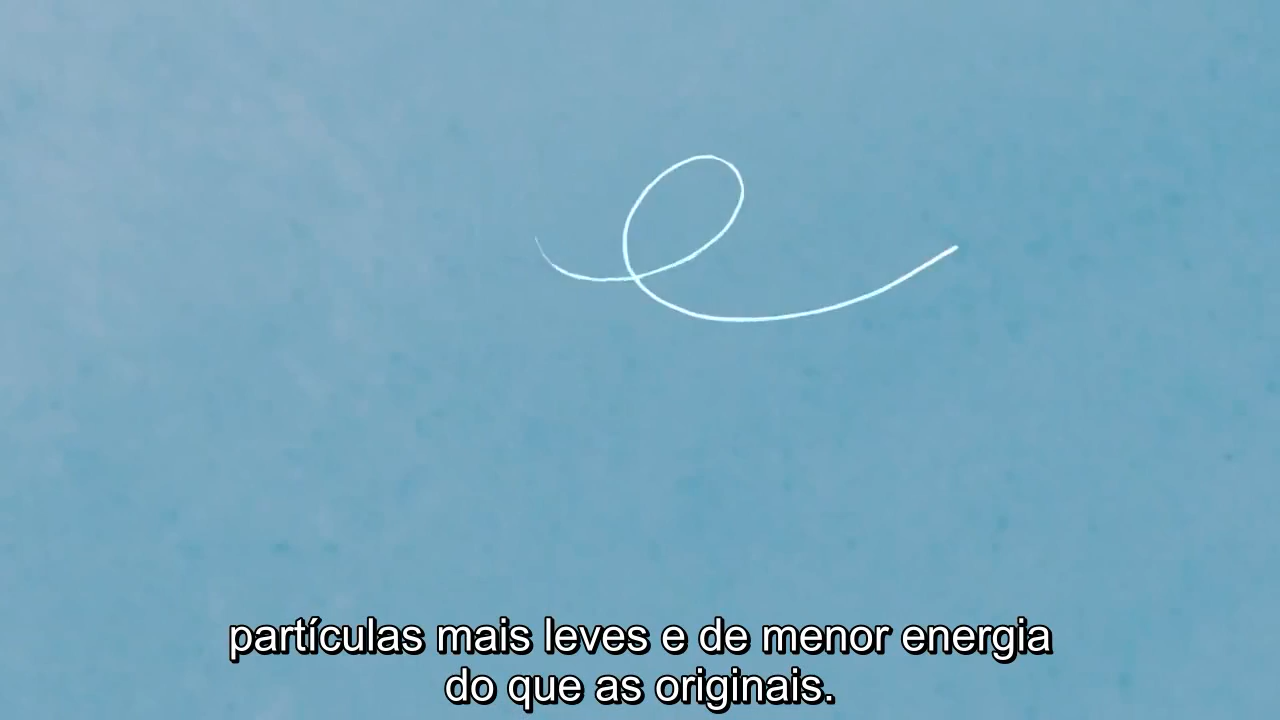 partículas mais leves e de menor energia
do que as originais.